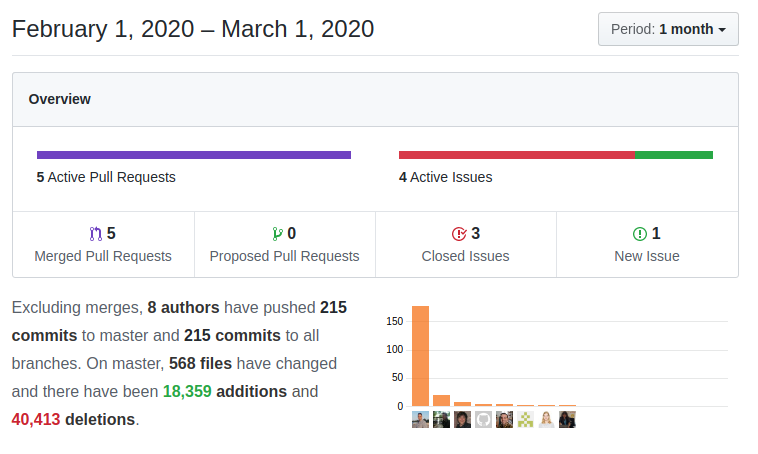 February 1, 2020 – March 1, 2020
Period: 1 month
Overview
5 Active Pull Requests
4 Active Issues
5
Merged Pull Requests
0
Proposed Pull Requests
3
Closed Issues
1
New Issue
Excluding merges, 8 authors have pushed 215
commits to master and 215 commits to all
branches. On master, 568 files have changed
and there have been 18,359 additions and
40,413 deletions.
150
100
50
0